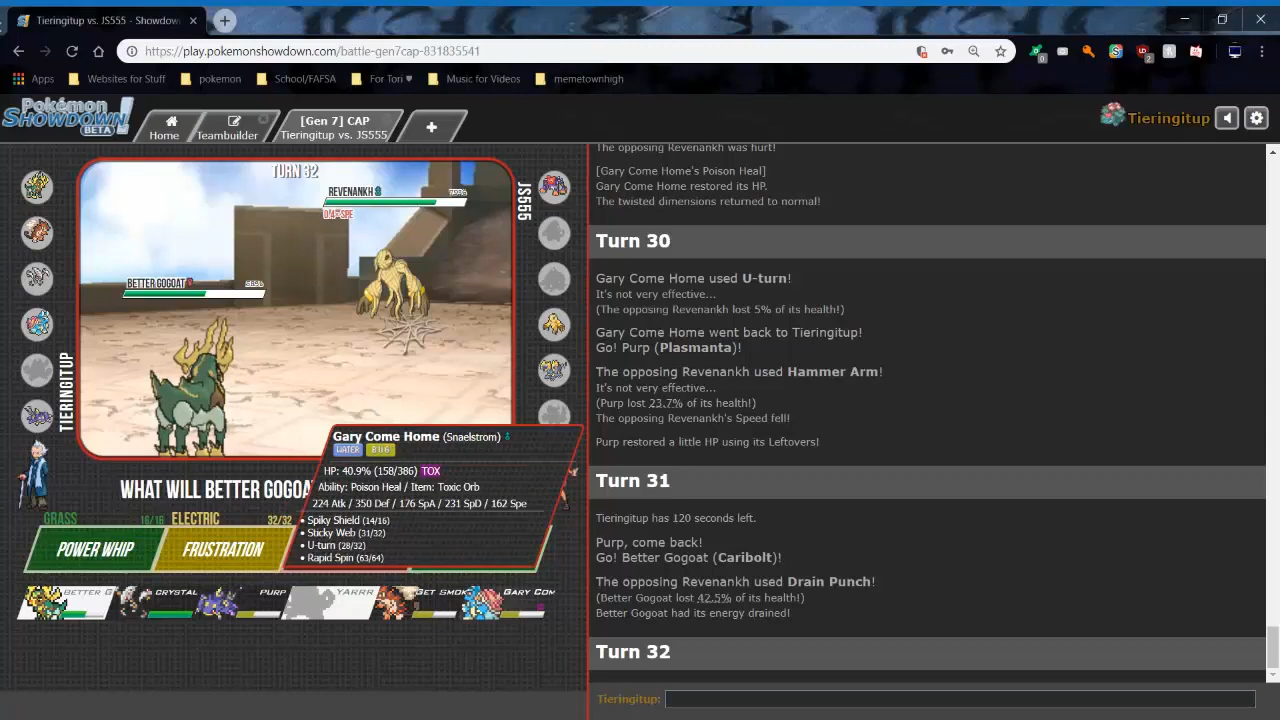 Tieringitup vs. JS555 - Showdown
https://play.pokemonshowdown.com/battle-gen7cap-831835541
0
2
Apps
Websites for Stuff
pokemon
School/FAFSA
For Tori ♥
Music for Videos
memetownhigh
Pokémon
SHOWDOWN
BETA
Home
Teambuilder
[Gen 7] CAP
Tieringitup vs. JS555
Tieringitup
TURN 32
REVENANKH
0.4× SPE
BETTER GOGOAT
JS555
TIERINGITUP
WHAT WILL BETTER GOGOA
GRASS 16/16
ELECTRIC 32/32
POWER WHIP
FRUSTRATION
Gary Come Home (Snaelstrom)
WATER BUG
HP: 40.9% (158/386) TOX
Ability: Poison Heal / Item: Toxic Orb
224 Atk / 350 Def / 176 SpA / 231 SpD / 162 Spe
• Spiky Shield (14/16)
• Sticky Web (31/32)
• U-turn (28/32)
• Rapid Spin (63/64)
BETTER G
CRYSTAL
PURP
YARRR
GET SMOK
GARY COM
The opposing Revenankh was hurt!
[Gary Come Home's Poison Heal]
Gary Come Home restored its HP.
The twisted dimensions returned to normal!
Turn 30
Gary Come Home used U-turn!
It's not very effective...
(The opposing Revenankh lost 5% of its health!)
Gary Come Home went back to Tieringitup!
Go! Purp (Plasmanta)!
The opposing Revenankh used Hammer Arm!
It's not very effective...
(Purp lost 23.7% of its health!)
The opposing Revenankh's Speed fell!
Purp restored a little HP using its Leftovers!
Turn 31
Tieringitup has 120 seconds left.
Purp, come back!
Go! Better Gogoat (Caribolt)!
The opposing Revenankh used Drain Punch!
(Better Gogoat lost 42.5% of its health!)
Better Gogoat had its energy drained!
Turn 32
Tieringitup: